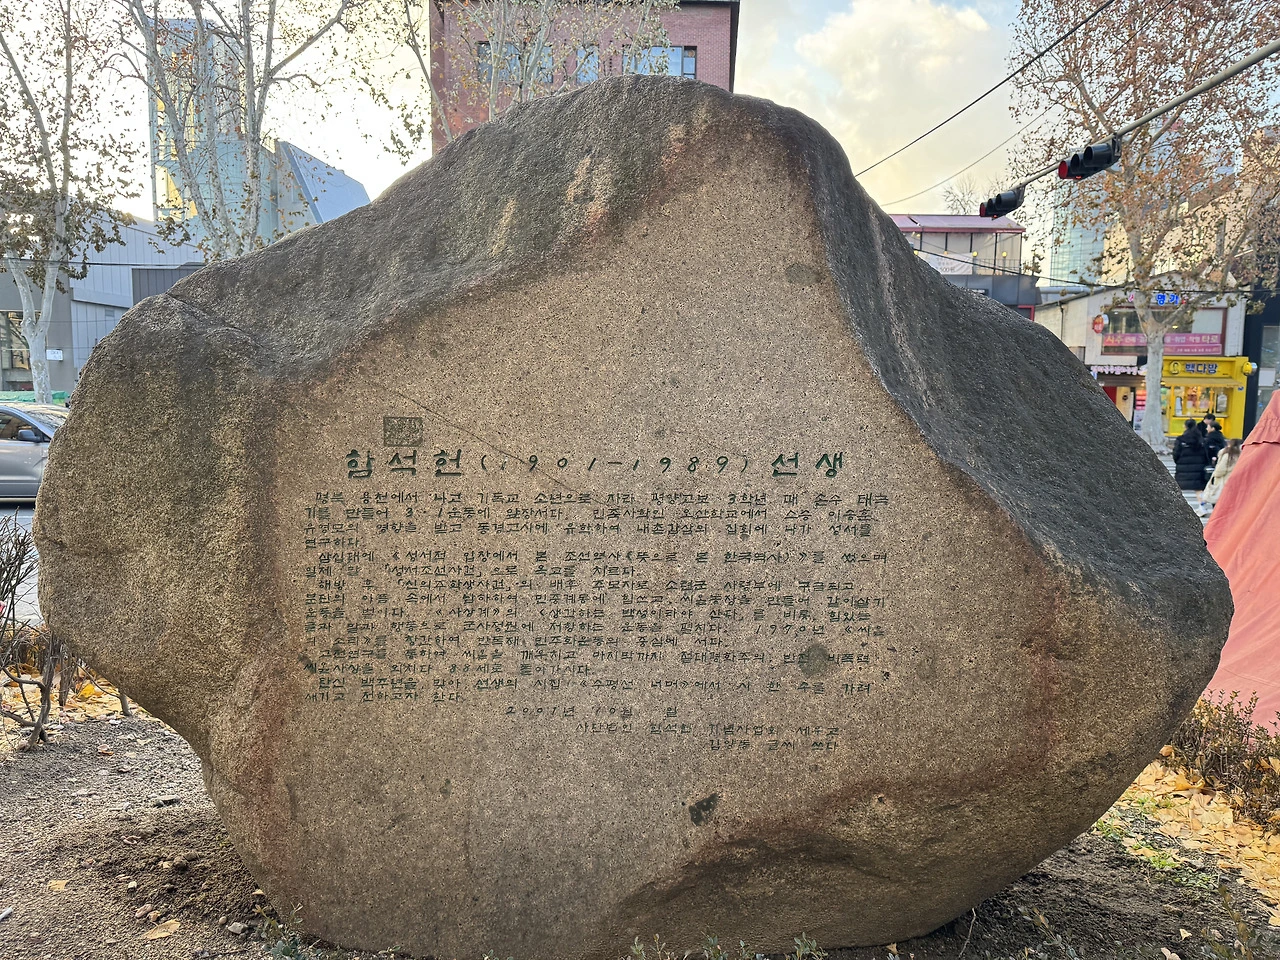 함석헌(1901-1989) 선생
평북 용천에서 나고 기독교 소년으로 자라 평양고보 3학년 때 손수 태극
기를 만들어 3·1운동에 앞장서다. 민족사학인 오산학교에서 스승 이승훈
유영모의 영향을 받고 동경고사에 유학하여 내촌감삼의 집회에 나가 성서를
연구하다.
삼십대에 《성서적 입장에서 본 조선역사(뜻으로 본 한국역사)》를 썼으며
일제 말 「성서조선사건」으로 옥고를 치르다.
해방 후 「신의주학생사건」의 배후 주모자로 소련군 사령부에 구금되고
분단의 아픔 속에서 월남하여 민중계몽에 힘쓰고 씨알농장을 만들어 같이살기
운동을 벌이다. 《사상계》의 〈생각하는 백성이라야 산다〉를 비롯, 힘있는
글과 말과 행동으로 군사정권에 저항하는 운동을 펼치다. 1970년 《씨알
의 소리》를 창간하여 반독재 민주화운동의 중심에 서다.
고전연구를 통하여 씨알을 깨우치고 마지막까지 절대평화주의, 반전 비폭력
씨알사상을 외치다 88세로 돌아가시다.
탄신 백주년을 맞아 선생의 시집 《수평선 너머》에서 시 한 수를 가려
새기고 전하고자 한다.
2001년 10월 일
사단법인 함석헌 기념사업회 세우고
글씨 쓰다
명가
사주
타로
백다방